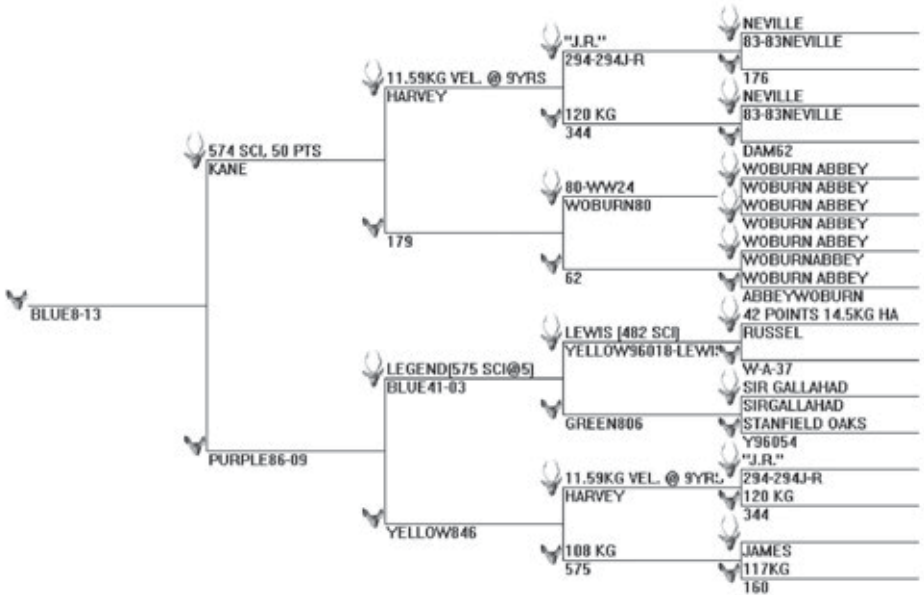 NEVILLE
"J.R."
83-83NEVILLE
294-294J-R
11.59KG VEL. @ 9YRS
176
HARVEY
NEVILLE
120 KG
83-83NEVILLE
344
574 SCI, 50 PTS
DAM62
KANE
WOBURN ABBEY
80-WW24
WOBURN ABBEY
WOBURN80
WOBURN ABBEY
WOBURN ABBEY
179
WOBURN ABBEY
WOBURNABBEY
62
WOBURN ABBEY
ABBEYWOBURN
BLUE8-13
42 POINTS 14.5KG HA
LEWIS [482 SCI]
RUSSEL
YELLOW96018-LEWIS
LEGEND[575 SCI@5]
W-A-37
BLUE41-03
SIR GALLAHAD
SIRGALLAHAD
GREEN806
STANFIELD OAKS
Y96054
PURPLE86-09
"J.R."
11.59KG VEL. @ 9YRS
294-294J-R
HARVEY
120 KG
344
YELLOW846
108 KG
JAMES
575
117KG
160